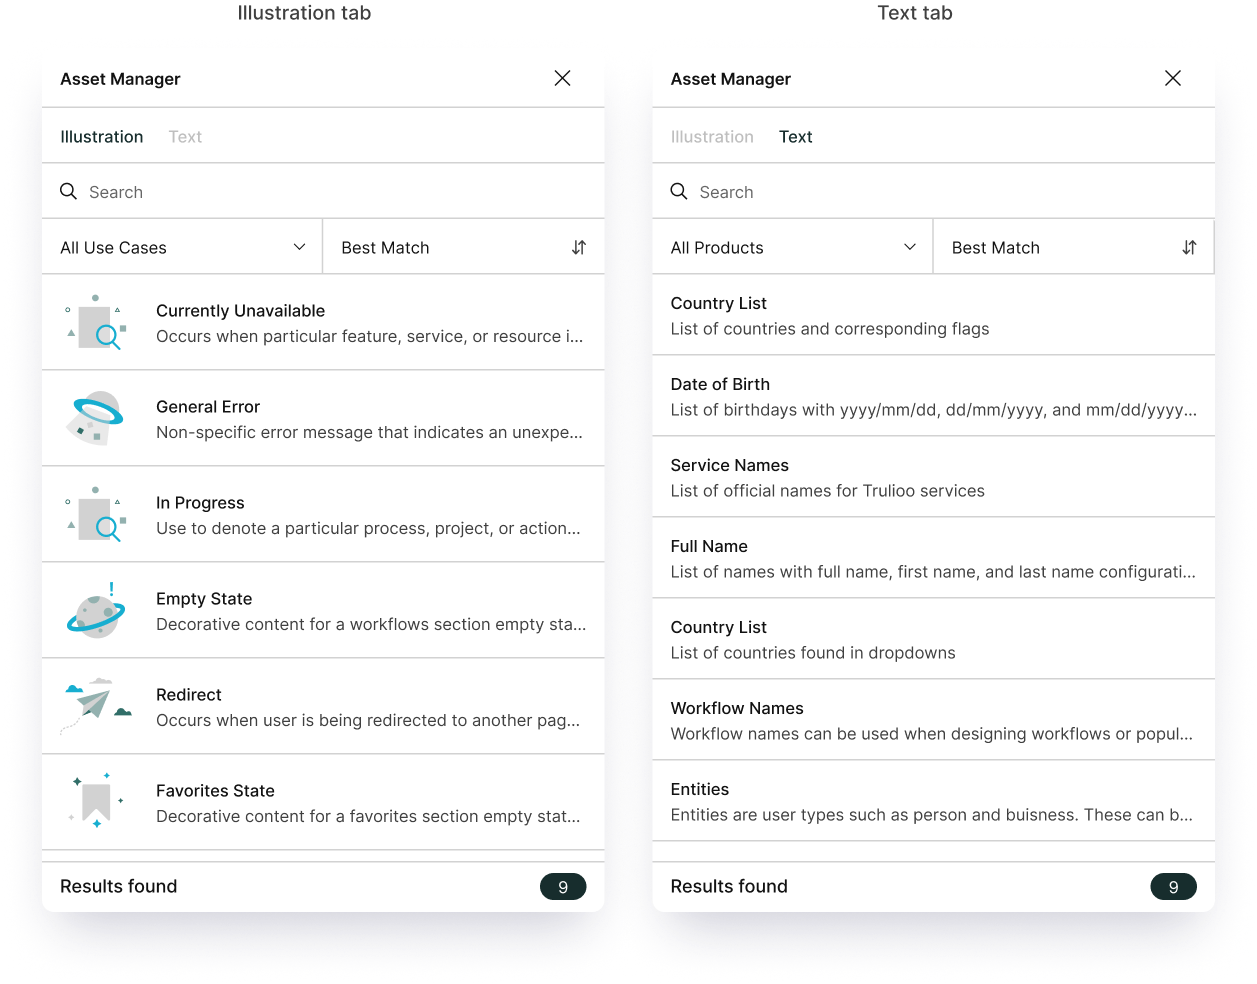 Illustration tab
Asset Manager
Illustration Text
Search
All Use Cases Best Match
Currently Unavailable
Occurs when particular feature, service, or resource i...
General Error
Non-specific error message that indicates an unexpe...
In Progress
Use to denote a particular process, project, or action...
!
Empty State
Decorative content for a workflows section empty sta...
Redirect
Occurs when user is being redirected to another pag...
Favorites State
Decorative content for a favorites section empty stat...
Results found 9
Text tab
Asset Manager
Illustration Text
Search
All Products Best Match
Country List
List of countries and corresponding flags
Date of Birth
List of birthdays with yyyy/mm/dd, dd/mm/yyyy, and mm/dd/yyyy...
Service Names
List of official names for Trulioo services
Full Name
List of names with full name, first name, and last name configurati...
Country List
List of countries found in dropdowns
Workflow Names
Workflow names can be used when designing workflows or popul...
Entities
Entities are user types such as person and buisness. These can b...
Results found 9